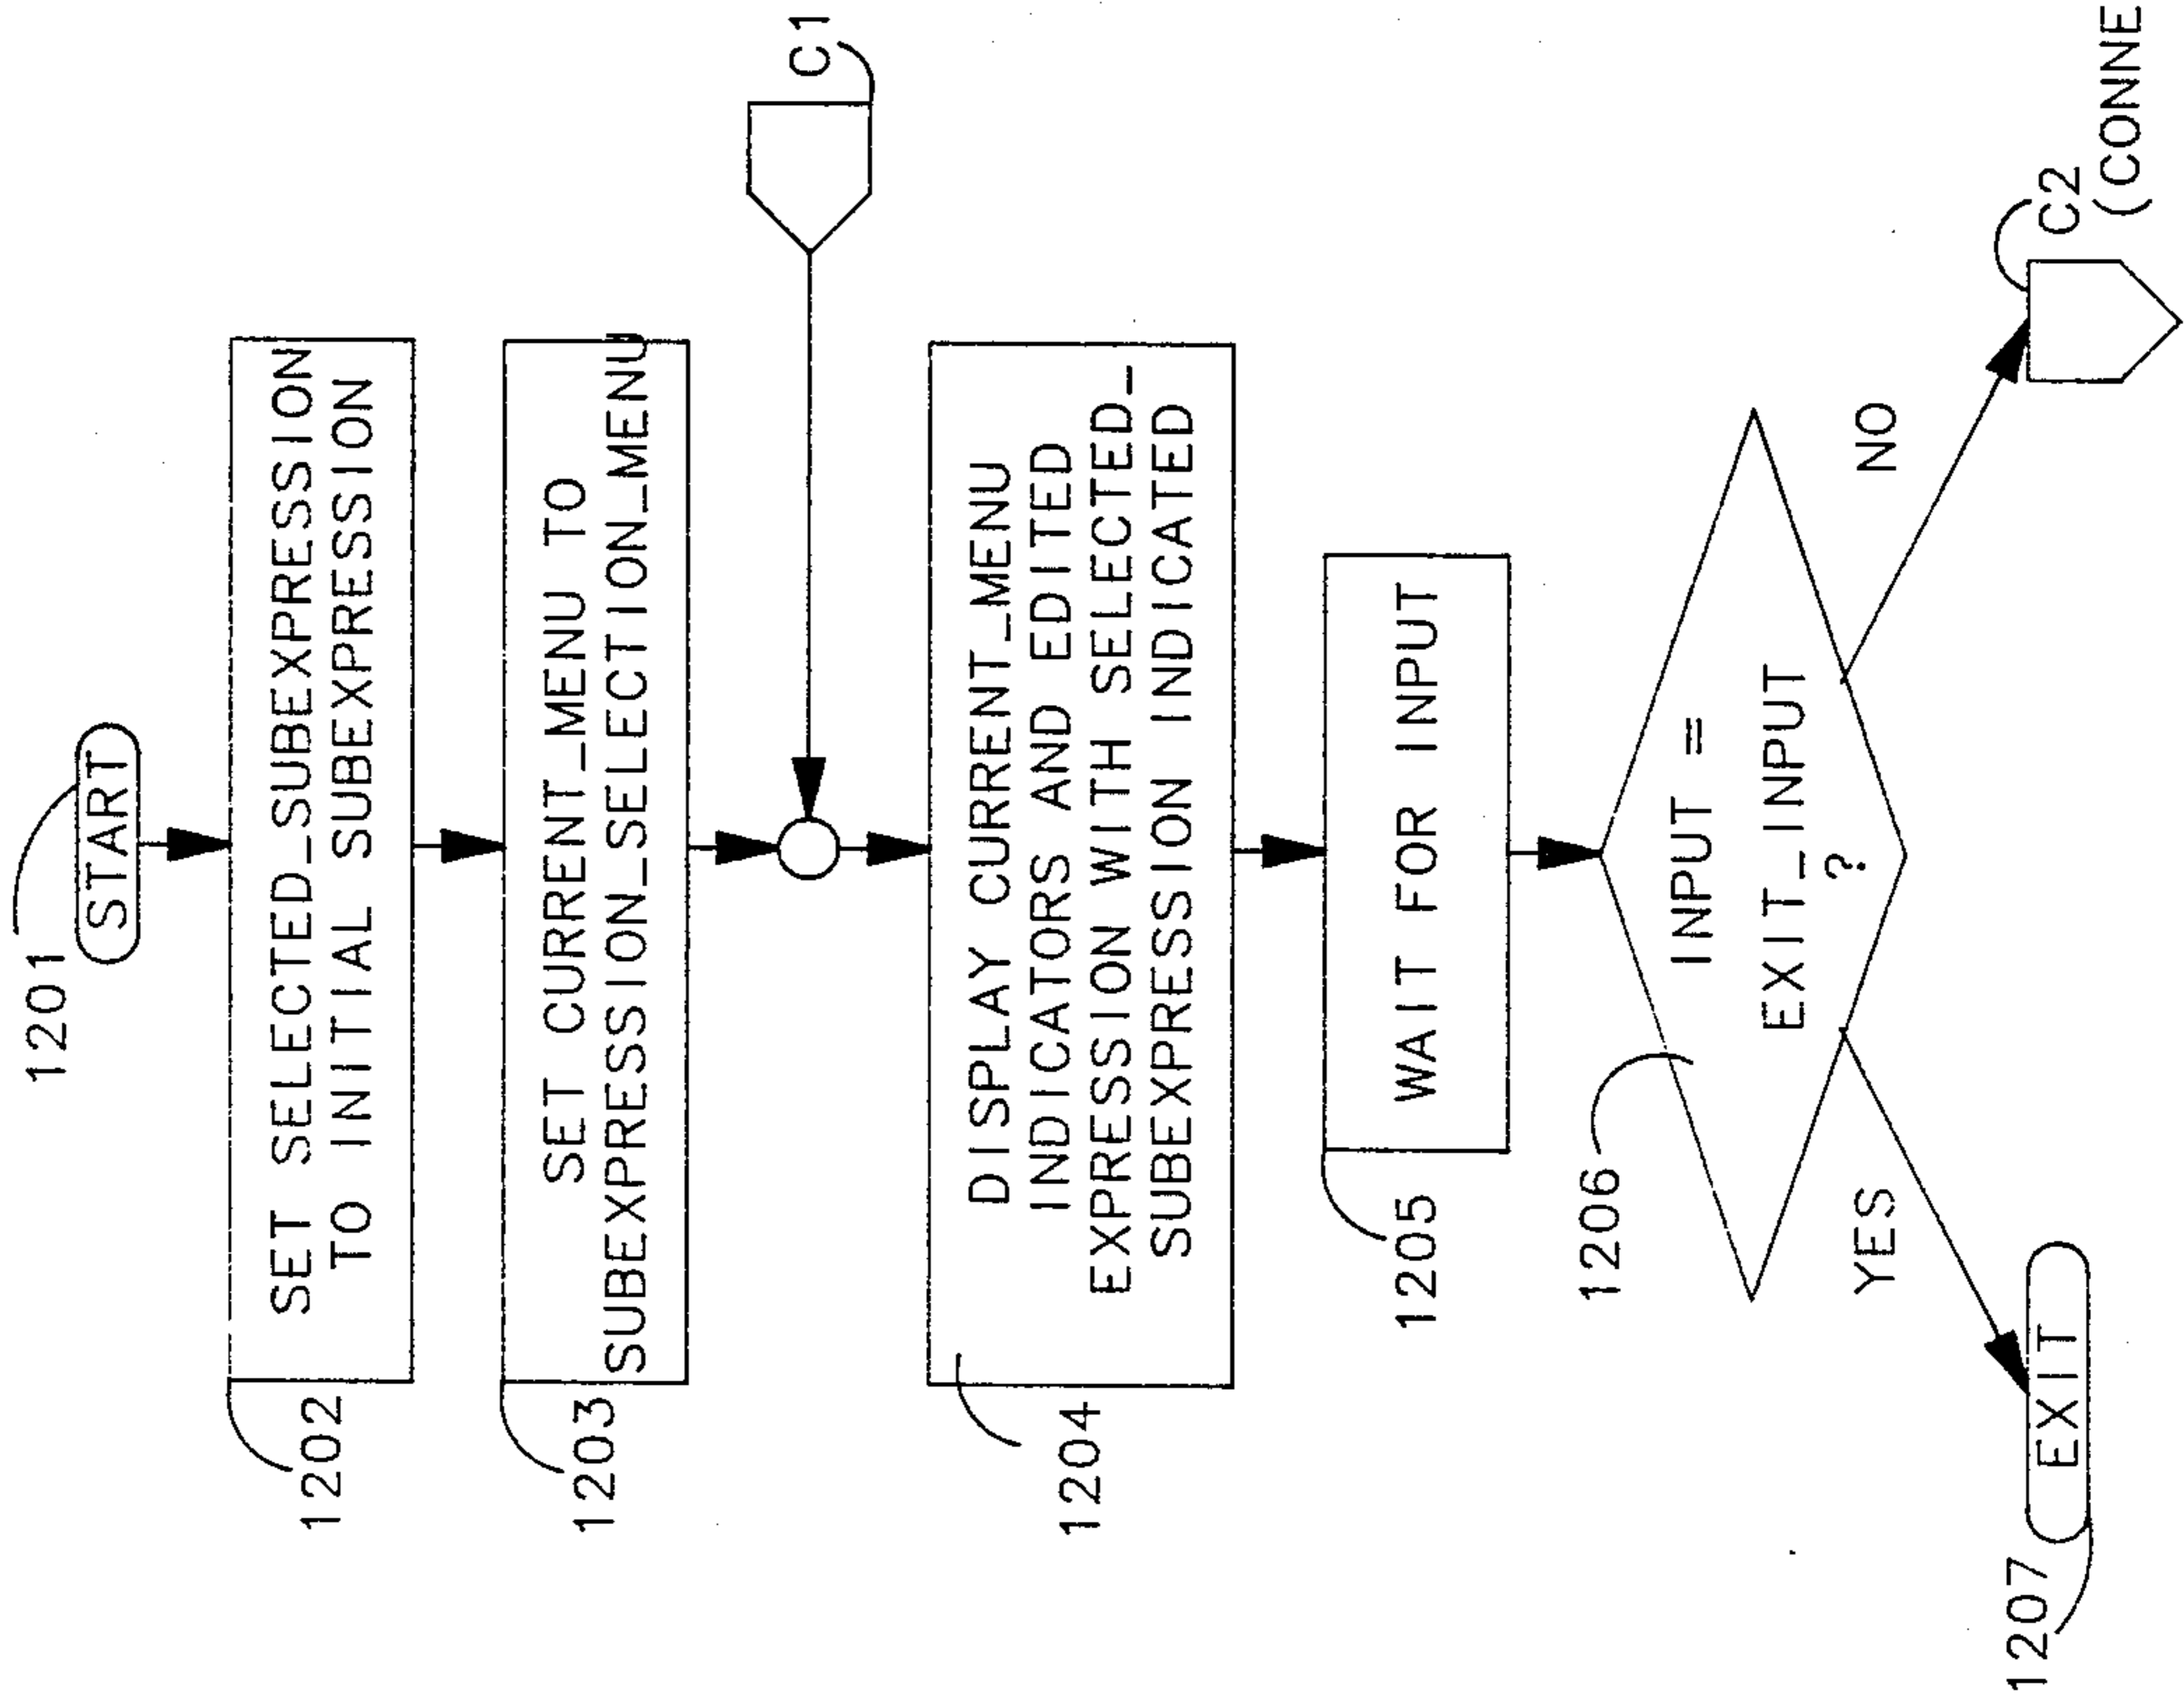 1201
START
1202
SET SELECTED_SUBEXPRESSION
TO INITIAL SUBEXPRESSION
1203
SET CURRENT_MENU TO
SUBEXPRESSION_SELECTION_MENU
C1
1204
DISPLAY CURRENT_MENU
INDICATORS AND EDITED
EXPRESSION WITH SELECTED_
SUBEXPRESSION INDICATED
1205
WAIT FOR INPUT
1206
INPUT =
EXIT_INPUT
?
YES
NO
1207
EXIT
C2
(CONNE